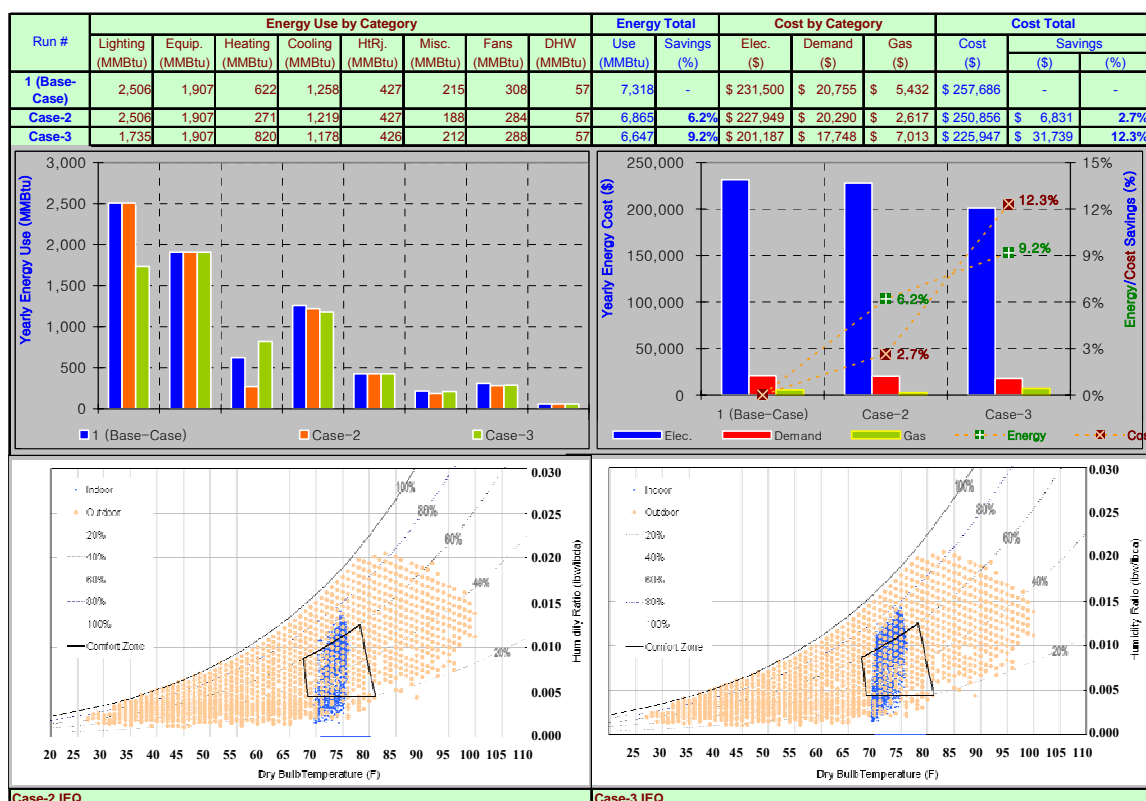 Run # Energy Use by Category Energy Total Cost by Category Cost Total
Lighting Equip. Heating Cooling HtRj. Misc. Fans DHW Use Savings Elec. Demand Gas Cost Savings
(MMBtu) (MMBtu) (MMBtu) (MMBtu) (MMBtu) (MMBtu) (MMBtu) (MMBtu) (MMBtu) (%) ($) ($) ($) ($) ($) (%)
1 (Base-Case) 2,506 1,907 622 1,258 427 215 308 57 7,318 - $ 231,500 $ 20,755 $ 5,432 $ 257,686 - -
Case-2 2,506 1,907 271 1,219 427 188 284 57 6,865 6.2% $ 227,949 $ 20,290 $ 2,617 $ 250,856 $ 6,831 2.7%
Case-3 1,735 1,907 820 1,178 426 212 288 57 6,647 9.2% $ 201,187 $ 17,748 $ 7,013 $ 225,947 $ 31,739 12.3%
Yearly Energy Use (MMBtu)
3,000
2,500
2,000
1,500
1,000
500
0
Lighting Equip. Heating Cooling HtRj. Misc. Fans DHW
1 (Base-Case) Case-2 Case-3
Yearly Energy Cost ($)
250,000
200,000
150,000
100,000
50,000
0
12.3%
9.2%
6.2%
2.7%
15%
12%
9%
6%
3%
0%
Energy/Cost Savings (%)
1 (Base-Case) Case-2 Case-3
Elec. Demand Gas Energy Cos
Indoor
Outdoor
20%
40%
60%
80%
100%
Comfort Zone
100%
80%
60%
40%
20%
0.030
0.025
0.020
0.015
0.010
0.005
0.000
Humidity Ratio (lbw/lbda)
20 25 30 35 40 45 50 55 60 65 70 75 80 85 90 95 100 110
Dry Bulb Temperature (F)
Indoor
Outdoor
20%
40%
60%
80%
100%
Comfort Zone
100%
80%
60%
40%
20%
0.030
0.025
0.020
0.015
0.010
0.005
0.000
Humidity Ratio (lbw/lbda)
25 30 35 40 45 50 55 60 65 70 75 80 85 90 95 100 110
Dry Bulb Temperature (F)
Case-2 IEQ Case-3 IEQ